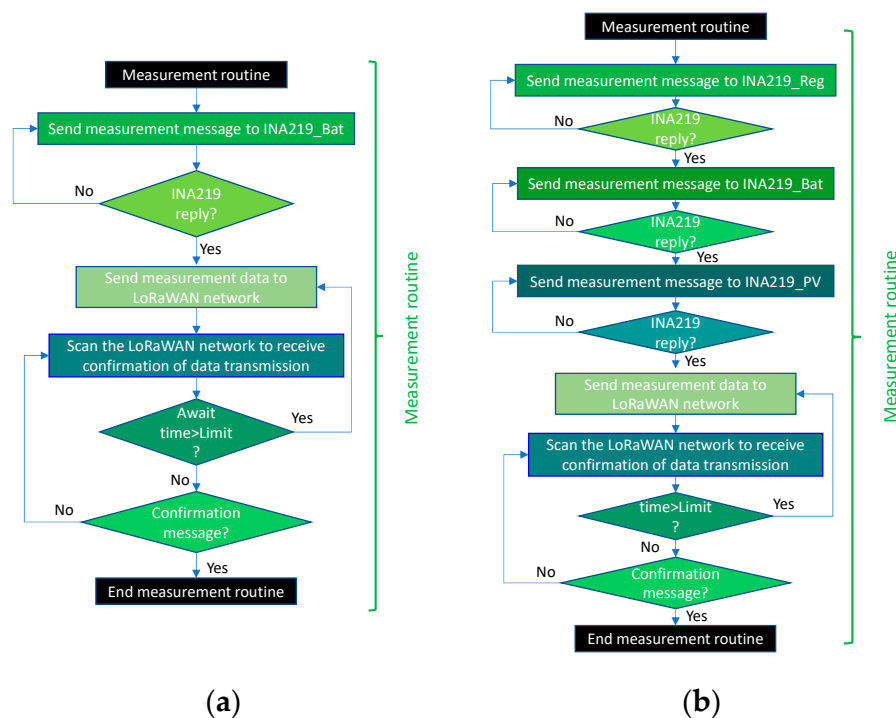 Measurement routine
Send measurement message to INA219_Bat
No
INA219
reply?
Yes
Send measurement data to
LoRaWAN network
Scan the LoRaWAN network to receive
confirmation of data transmission
Await
time>Limit
?
Yes
No
No
Confirmation
message?
Yes
End measurement routine
Measurement routine
(a)
Measurement routine
Send measurement message to INA219_Reg
No
INA219
reply?
Yes
Send measurement message to INA219_Bat
No
INA219
reply?
Yes
Send measurement message to INA219_PV
No
INA219
reply?
Yes
Send measurement data to
LoRaWAN network
Scan the LoRaWAN network to receive
confirmation of data transmission
time>Limit
?
Yes
No
No
Confirmation
message?
Yes
End measurement routine
Measurement routine
(b)